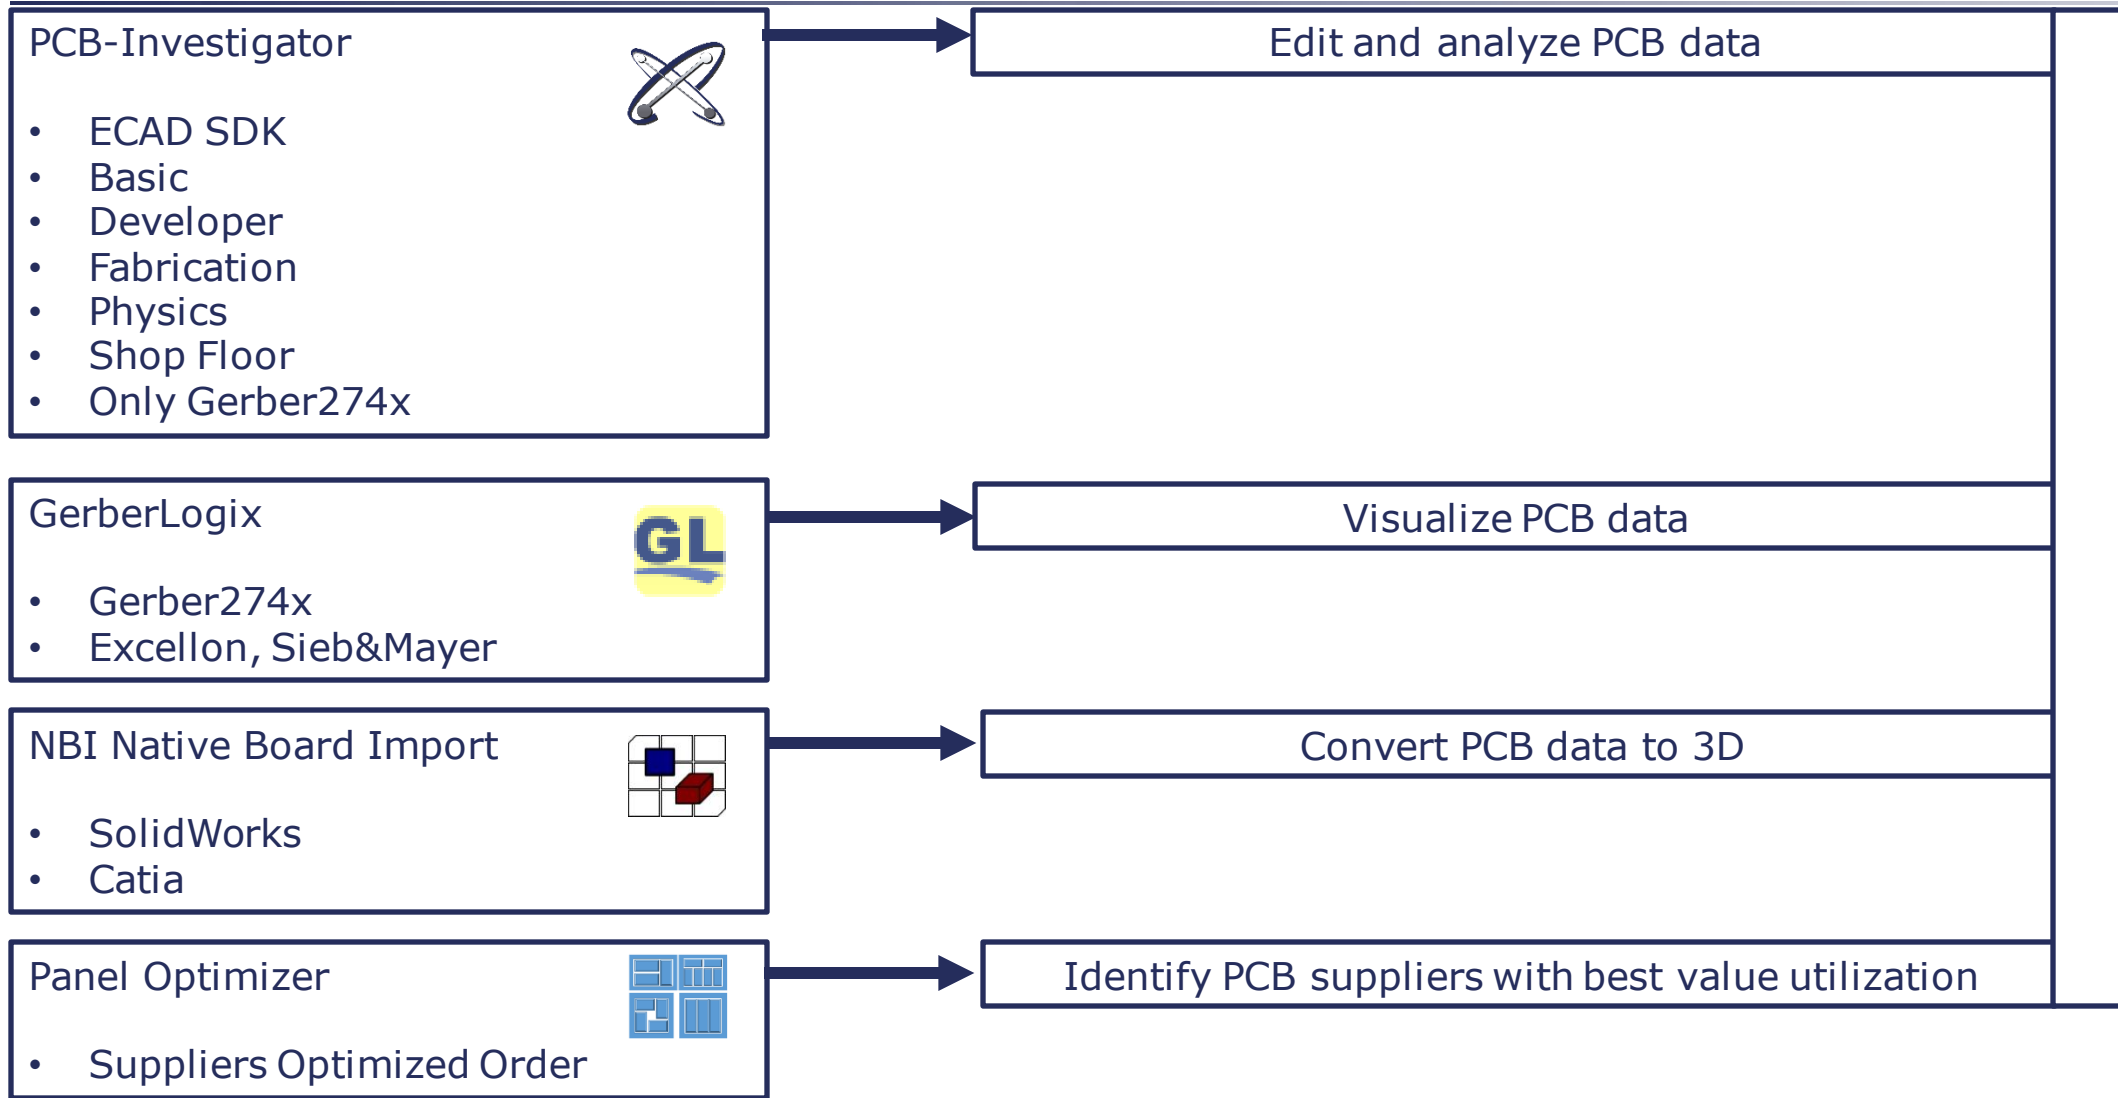 PCB-Investigator
Edit and analyze PCB data
• ECAD SDK
• Basic
• Developer
• Fabrication
• Physics
• Shop Floor
• Only Gerber274x
GerberLogix
GL
Visualize PCB data
• Gerber274x
• Excellon, Sieb&Mayer
NBI Native Board Import
Convert PCB data to 3D
• SolidWorks
• Catia
Panel Optimizer
Identify PCB suppliers with best value utilization
• Suppliers Optimized Order